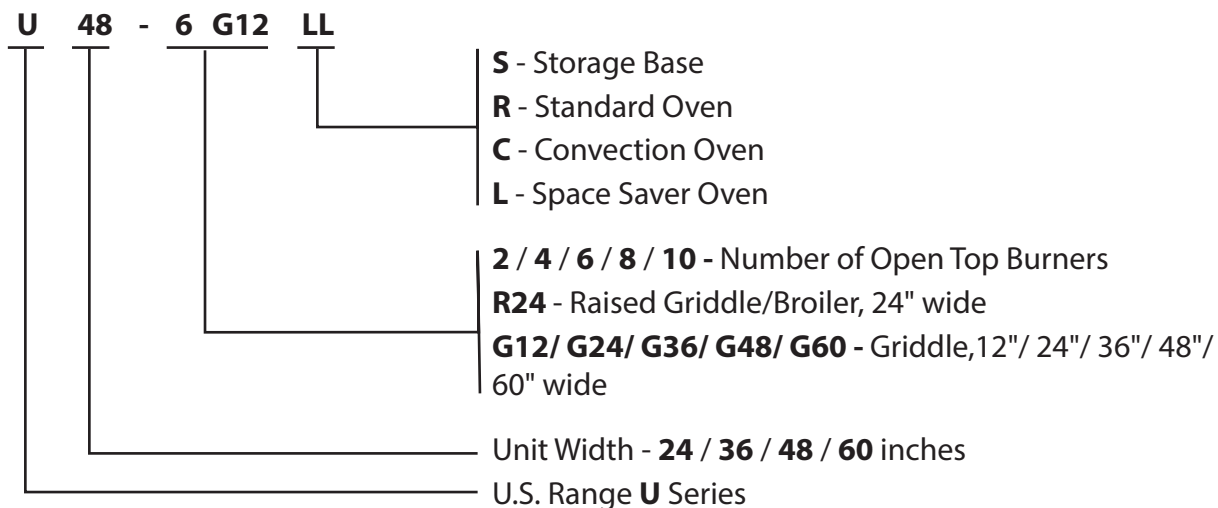 U 48 - 6 G12 LL
S - Storage Base
R - Standard Oven
C - Convection Oven
L - Space Saver Oven
2 / 4 / 6 / 8 / 10 - Number of Open Top Burners
R24 - Raised Griddle/Broiler, 24" wide
G12/ G24/ G36/ G48/ G60 - Griddle,12"/ 24"/ 36"/ 48"/
60" wide
Unit Width - 24 / 36 / 48 / 60 inches
U.S. Range U Series